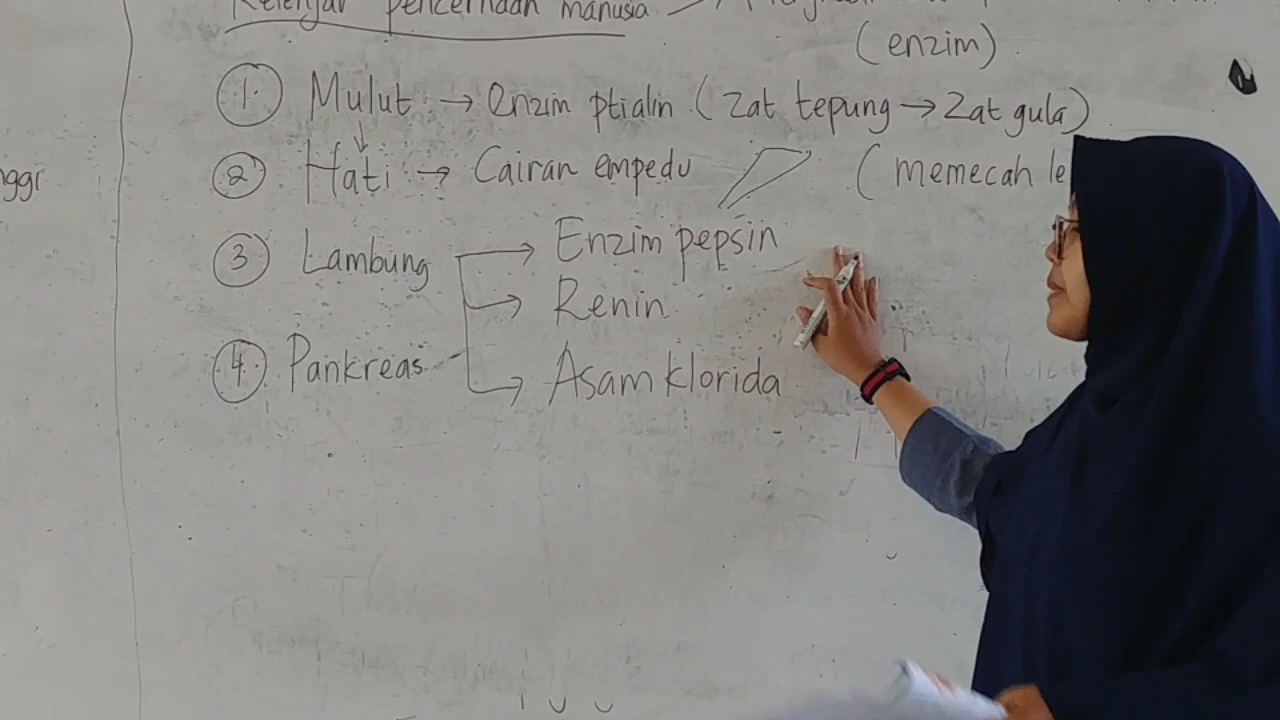 Kelenjar pencernaan manusia →
(enzim)
① Mulut → enzim ptialin (Zat tepung → Zat gula)
② Hati → Cairan empedu (memecah le
③ Lambung → Enzim pepsin
→ Renin
④ Pankreas → Asam klorida
nggi